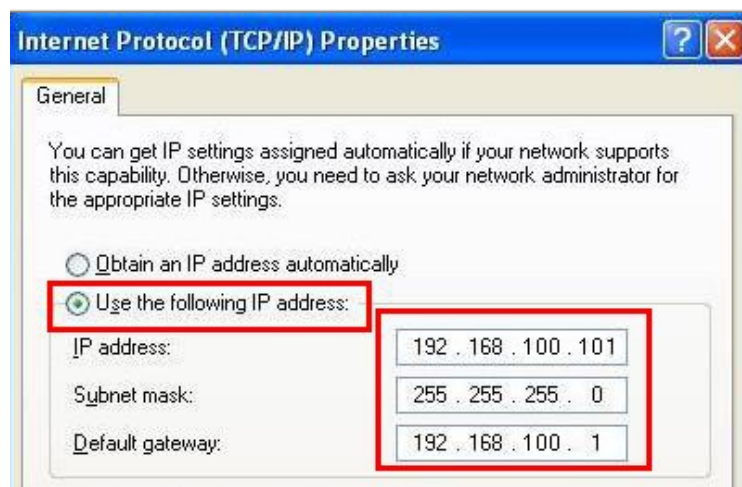 Internet Protocol (TCP/IP) Properties
?
General
You can get IP settings assigned automatically if your network supports
this capability. Otherwise, you need to ask your network administrator for
the appropriate IP settings.
Obtain an IP address automatically
Use the following IP address:
IP address: 192 . 168 . 100 . 101
Subnet mask: 255 . 255 . 255 . 0
Default gateway: 192 . 168 . 100 . 1